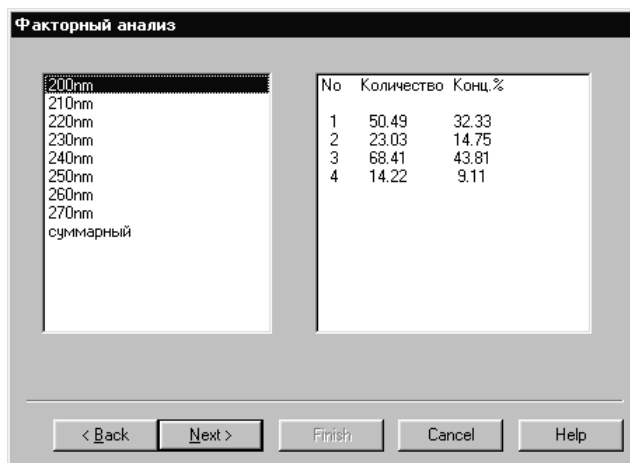 Факторный анализ
200nm
210nm
220nm
230nm
240nm
250nm
260nm
270nm
суммарный
No Количество Конц.%
1 50.49 32.33
2 23.03 14.75
3 68.41 43.81
4 14.22 9.11
< Back Next > Finish Cancel Help